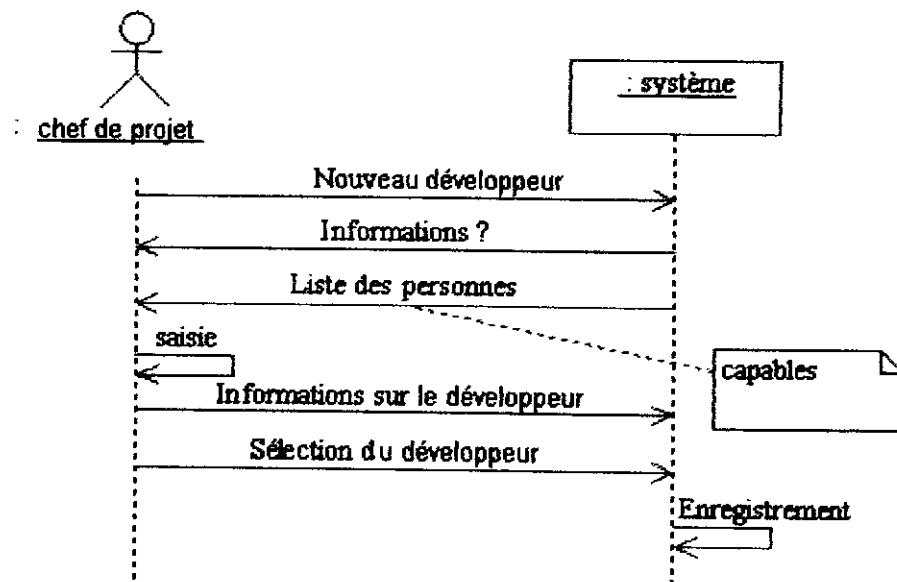 : système
: chef de projet
Nouveau développeur
Informations ?
Liste des personnes
saisie
capables
Informations sur le développeur
Sélection du développeur
Enregistrement